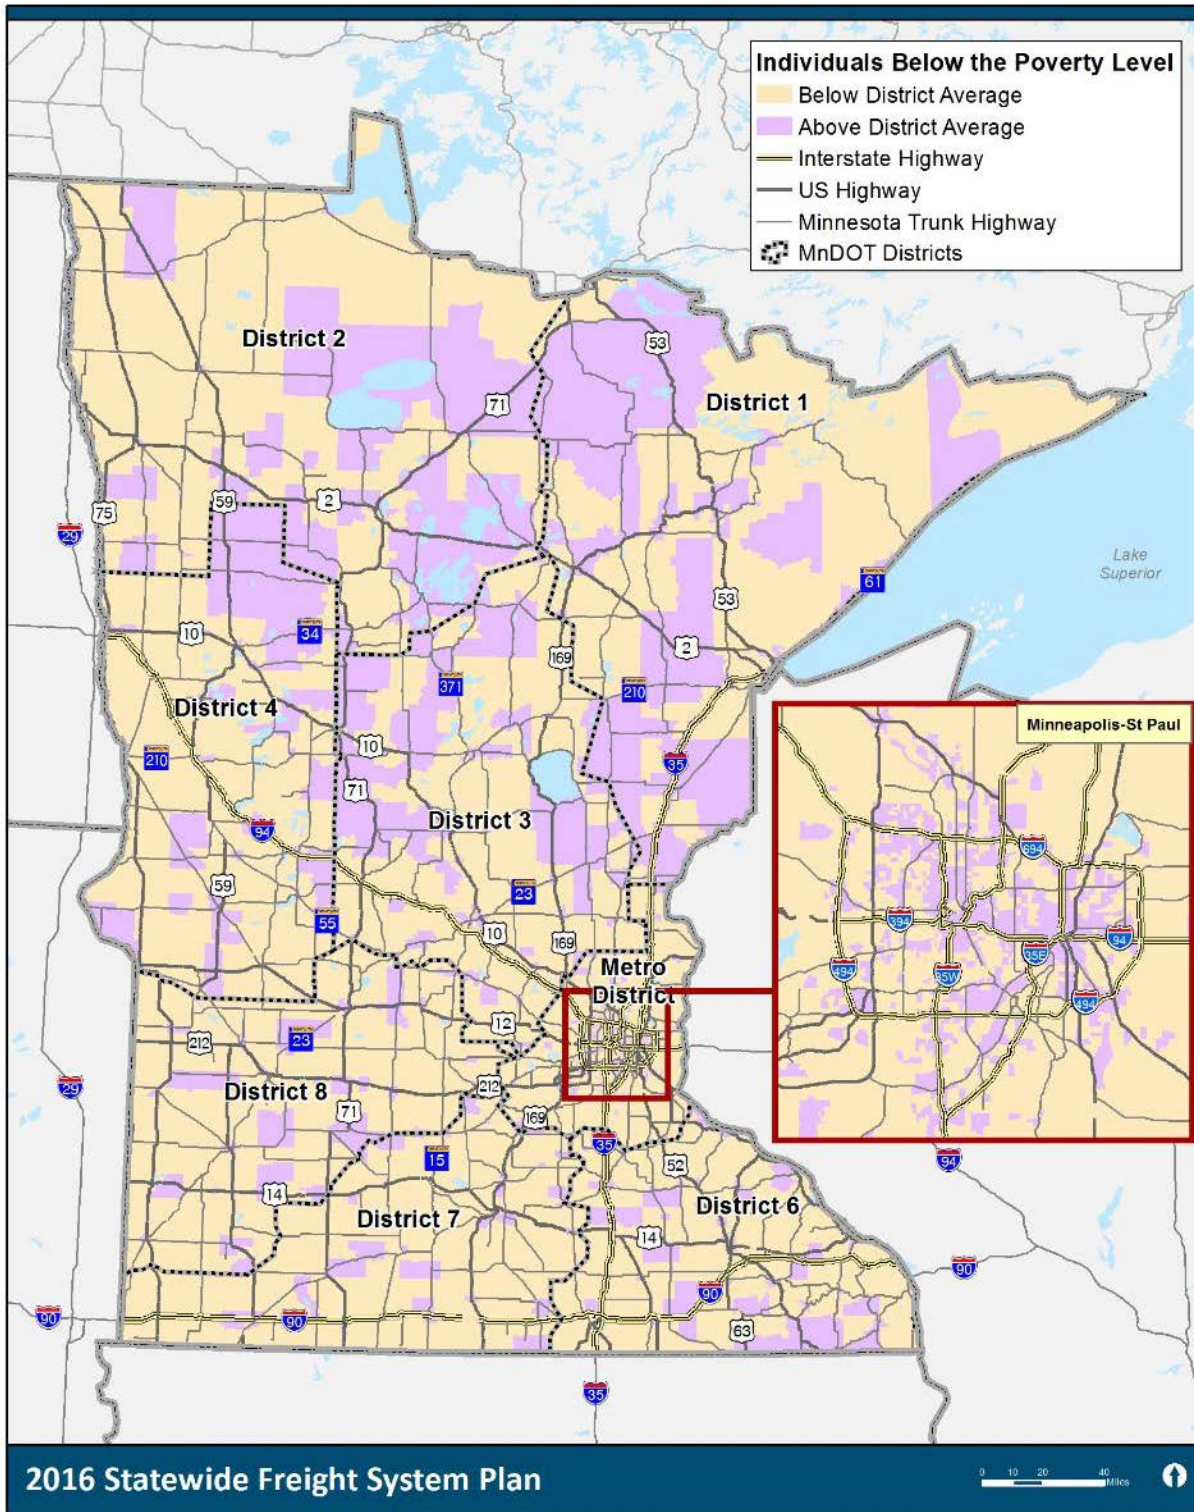 Individuals Below the Poverty Level
Below District Average
Above District Average
Interstate Highway
US Highway
Minnesota Trunk Highway
MnDOT Districts
District 2
53
71
District 1
75
59
2
29
Lake
Superior
61
53
10
34
169
2
371
210
District 4
Minneapolis-St Paul
210
10
35
71
District 3
94
694
59
23
55
394
10
169
94
35E
Metro
District
494
35W
494
12
212
23
29
District 8
212
71
169
35
15
94
52
14
District 7
District 6
14
90
90
90
90
63
35
2016 Statewide Freight System Plan
0 10 20 40
Miles